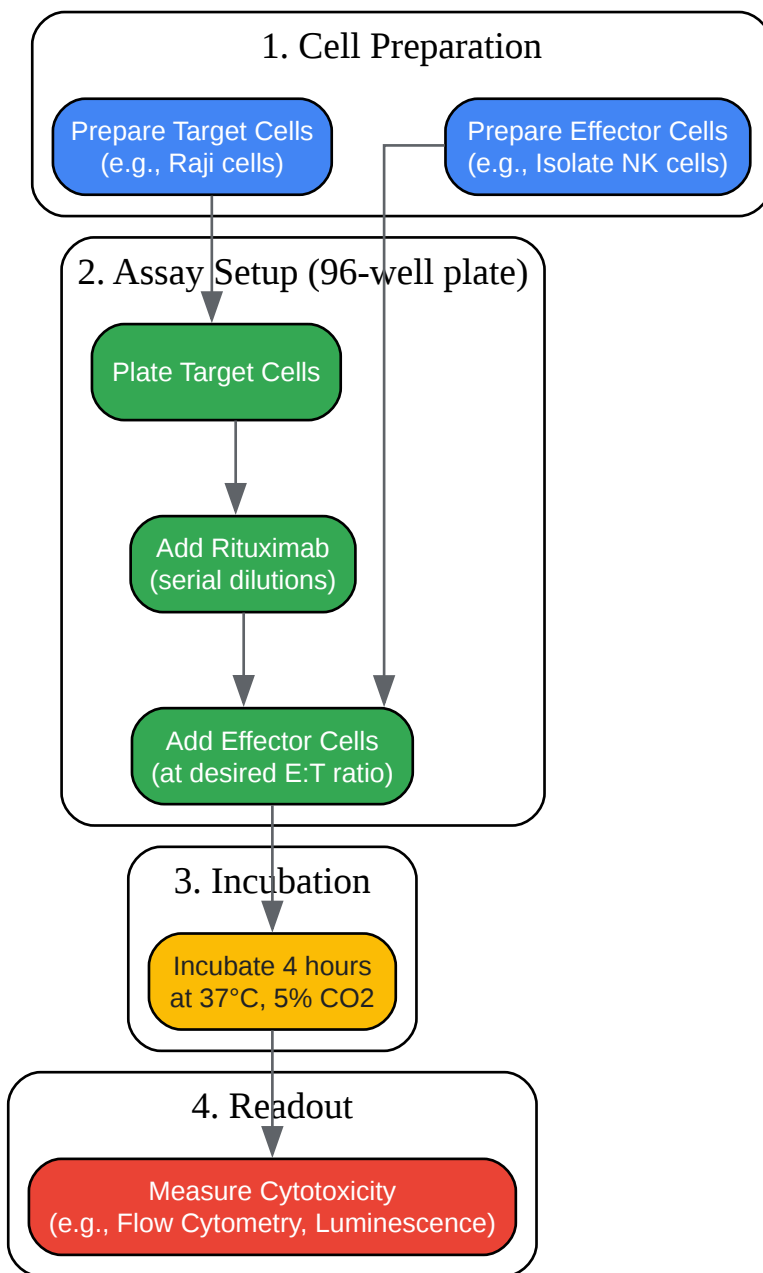 1. Cell Preparation
Prepare Target Cells
(e.g., Raji cells)
Prepare Effector Cells
(e.g., Isolate NK cells)
2. Assay Setup (96-well plate)
Plate Target Cells
Add Rituximab
(serial dilutions)
Add Effector Cells
(at desired E:T ratio)
3. Incubation
Incubate 4 hours
at 37°C, 5% CO2
4. Readout
Measure Cytotoxicity
(e.g., Flow Cytometry, Luminescence)